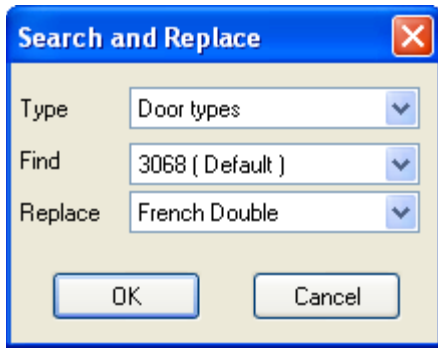 Search and Replace
Type Door types
Find 3068 ( Default )
Replace French Double
OK Cancel